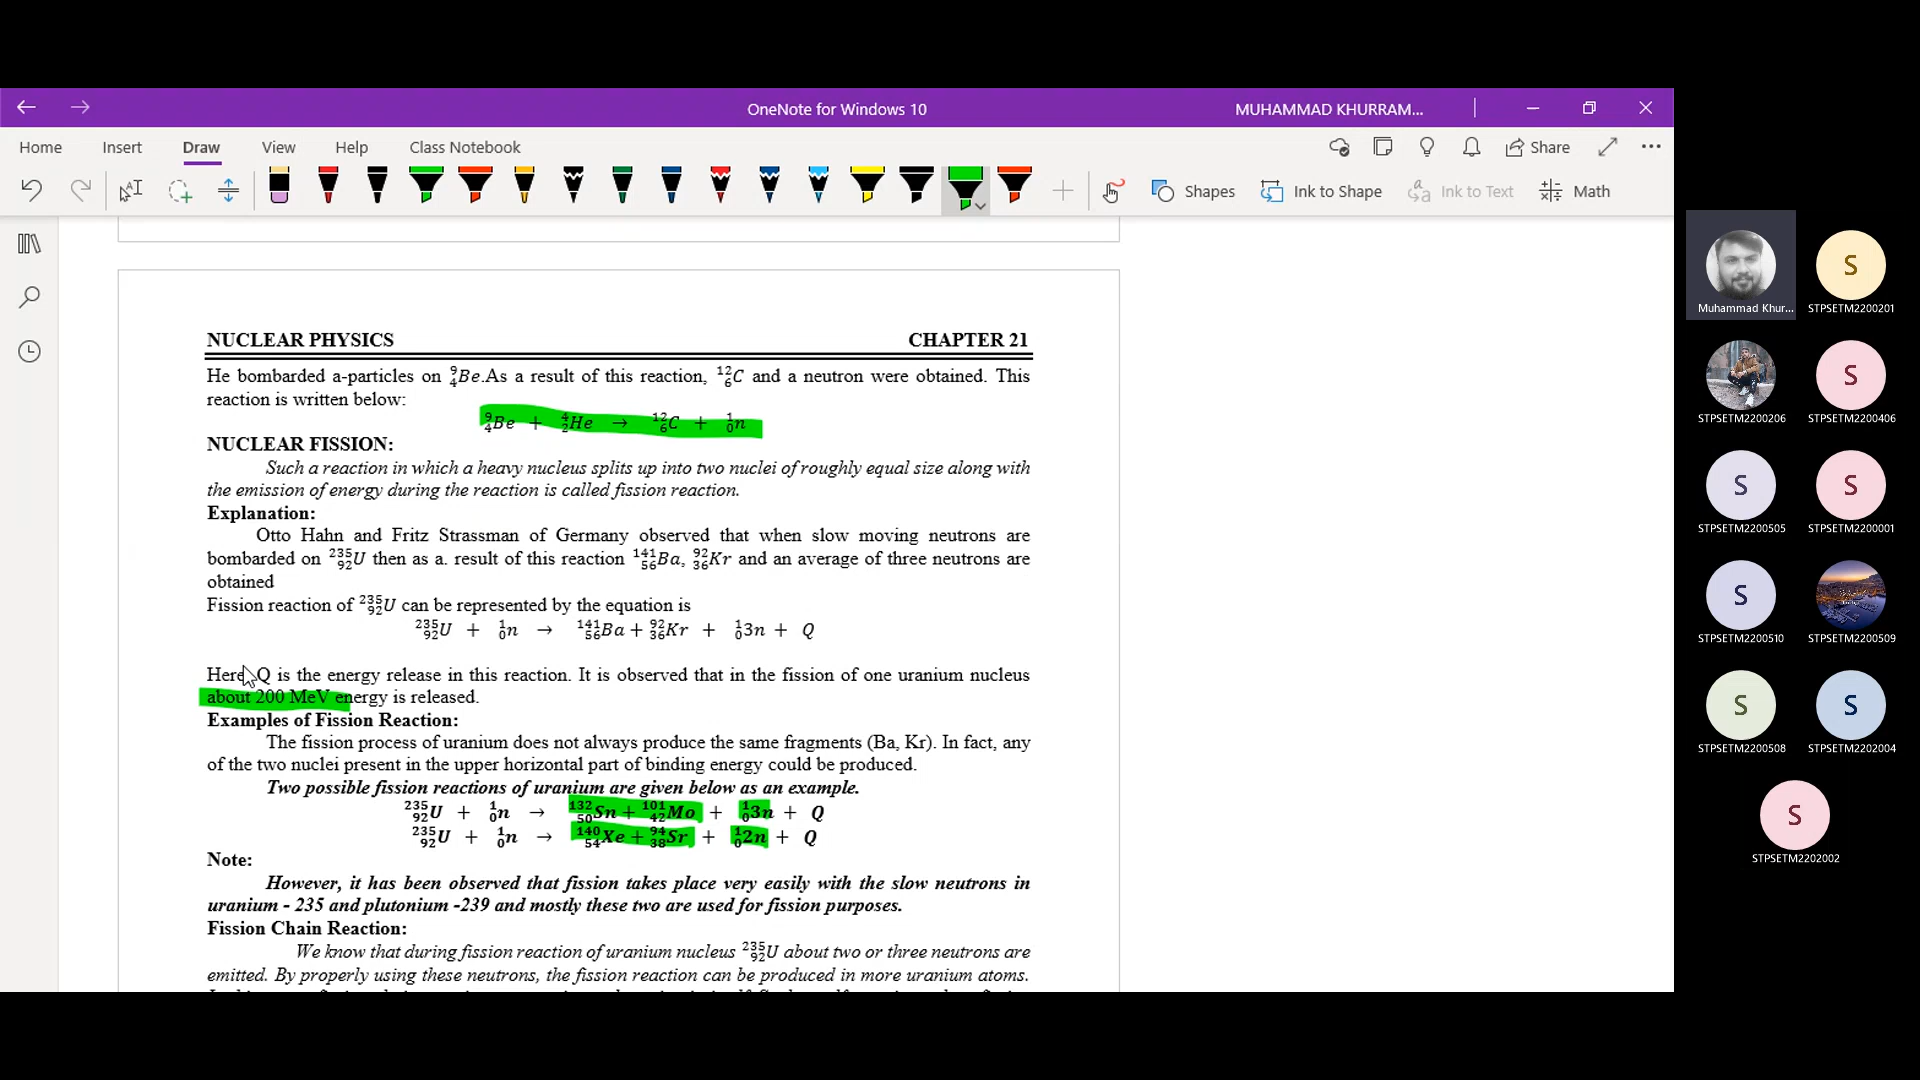 OneNote for Windows 10
MUHAMMAD KHURRAM...
Home Insert Draw View Help Class Notebook
Share
Shapes Ink to Shape Ink to Text Math
NUCLEAR PHYSICS CHAPTER 21
He bombarded a-particles on ⁹₄Be.As a result of this reaction, ¹²₆C and a neutron were obtained. This
reaction is written below:
⁹₄Be + ⁴₂He → ¹²₆C + ¹₀n
NUCLEAR FISSION:
Such a reaction in which a heavy nucleus splits up into two nuclei of roughly equal size along with
the emission of energy during the reaction is called fission reaction.
Explanation:
Otto Hahn and Fritz Strassman of Germany observed that when slow moving neutrons are
bombarded on ²³⁵₉₂U then as a. result of this reaction ¹⁴¹₅₆Ba, ⁹²₃₆Kr and an average of three neutrons are
obtained
Fission reaction of ²³⁵₉₂U can be represented by the equation is
²³⁵₉₂U + ¹₀n → ¹⁴¹₅₆Ba + ⁹²₃₆Kr + ¹₀3n + Q
Here, Q is the energy release in this reaction. It is observed that in the fission of one uranium nucleus
about 200 MeV energy is released.
Examples of Fission Reaction:
The fission process of uranium does not always produce the same fragments (Ba, Kr). In fact, any
of the two nuclei present in the upper horizontal part of binding energy could be produced.
Two possible fission reactions of uranium are given below as an example.
²³⁵₉₂U + ¹₀n → ¹³²₅₀Sn + ¹⁰¹₄₂Mo + ¹₀3n + Q
²³⁵₉₂U + ¹₀n → ¹⁴⁰₅₄Xe + ⁹⁴₃₈Sr + ¹₀2n + Q
Note:
However, it has been observed that fission takes place very easily with the slow neutrons in
uranium - 235 and plutonium -239 and mostly these two are used for fission purposes.
Fission Chain Reaction:
We know that during fission reaction of uranium nucleus ²³⁵₉₂U about two or three neutrons are
emitted. By properly using these neutrons, the fission reaction can be produced in more uranium atoms.
Muhammad Khur... S STPSETM2200201
STPSETM2200206 S STPSETM2200406
S STPSETM2200505 S STPSETM2200001
S STPSETM2200510 STPSETM2200509
S STPSETM2200508 S STPSETM2202004
S STPSETM2202002